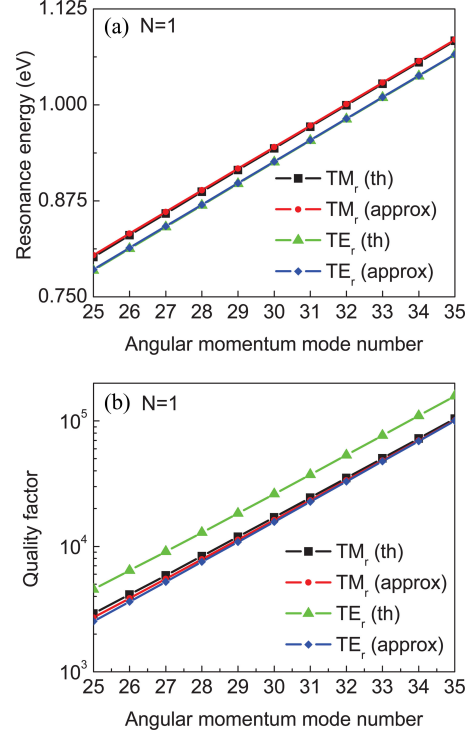 (a) N=1
1.125
1.000
0.875
0.750
Resonance energy (eV)
TMr (th)
TMr (approx)
TEr (th)
TEr (approx)
25 26 27 28 29 30 31 32 33 34 35
Angular momentum mode number
(b) N=1
10^5
10^4
10^3
Quality factor
TMr (th)
TMr (approx)
TEr (th)
TEr (approx)
25 26 27 28 29 30 31 32 33 34 35
Angular momentum mode number